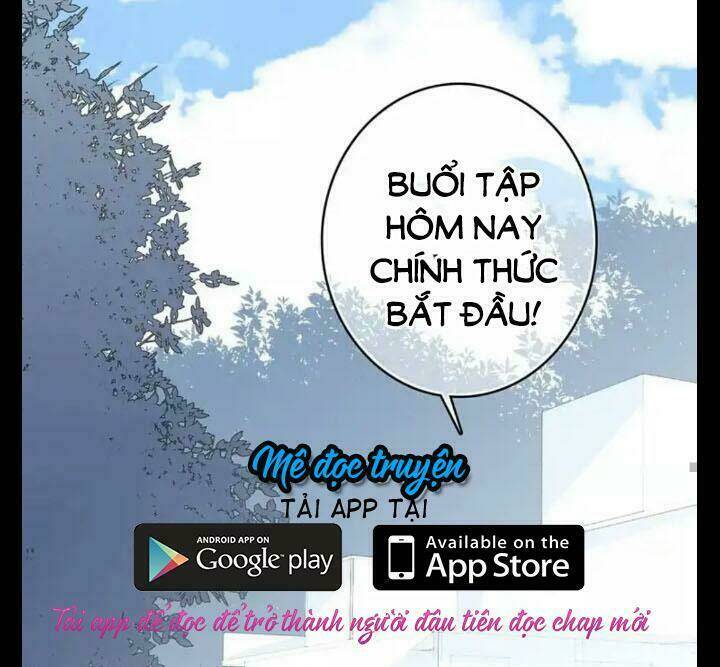 BUỔI TẬP
HÔM NAY
CHÍNH THỨC
BẮT ĐẦU!
Mê đọc truyện
TẢI APP TẠI
ANDROID APP ON
Google play
Available on the
App Store
Tải app để đọc để trở thành người đầu tiên đọc chap mới